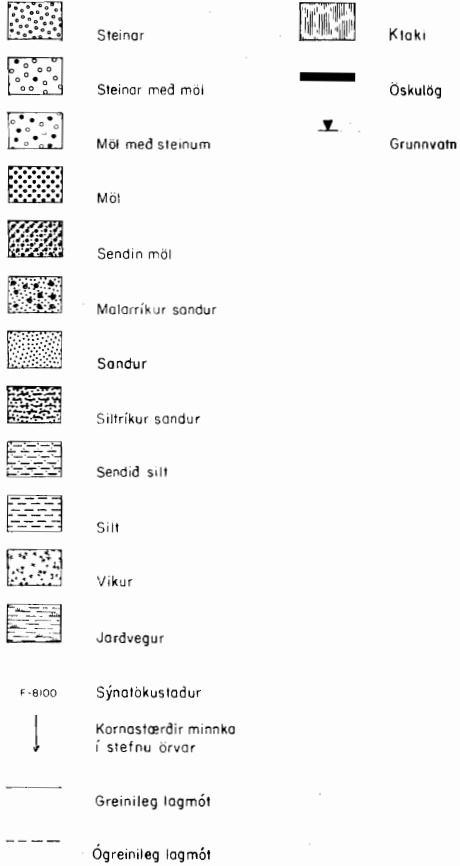 Steinar
Steinar með möl
Möl með steinum
Möl
Sendin möl
Malarríkur sandur
Sandur
Siltríkur sandur
Sendið silt
Silt
Vikur
Jarðvegur
F-8100 Sýnatökustaður
Kornastærðir minnka
í stefnu örvar
Greinileg lagmót
Ógreinileg lagmót
Klaki
Öskulög
Grunnvatn